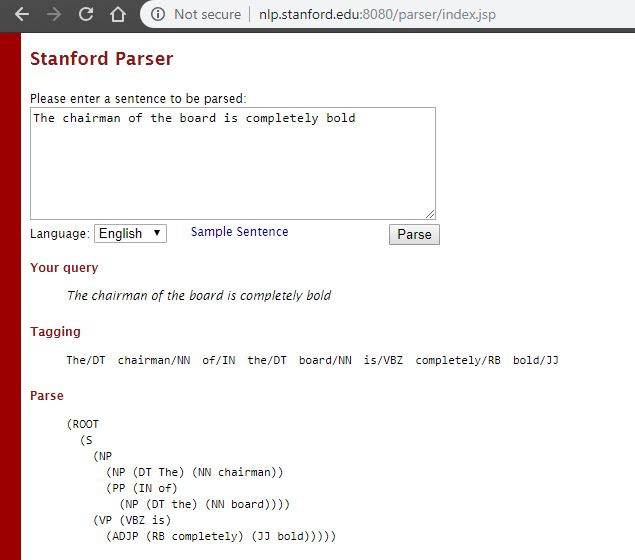 Not secure nlp.stanford.edu:8080/parser/index.jsp
Stanford Parser
Please enter a sentence to be parsed:
The chairman of the board is completely bold
Language: English Sample Sentence Parse
Your query
The chairman of the board is completely bold
Tagging
The/DT chairman/NN of/IN the/DT board/NN is/VBZ completely/RB bold/JJ
Parse
(ROOT
(S
(NP
(NP (DT The) (NN chairman))
(PP (IN of)
(NP (DT the) (NN board))))
(VP (VBZ is)
(ADJP (RB completely) (JJ bold)))))